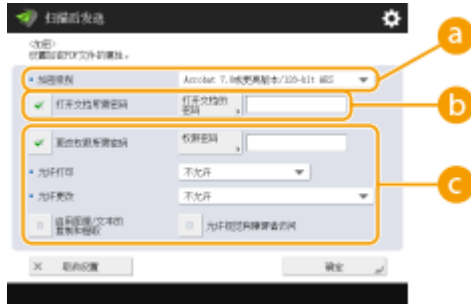 扫描后发送
<加密>
设置加密PDF文件的属性。
加密级别
Acrobat 7.0或更高版本/128-bit AES
a
打开文档所需密码
打开文档的
密码
b
更改权限所需密码
权限密码
允许打印
不允许
c
允许更改
不允许
启用图像/文本的
复制和提取
允许视觉有障碍者访问
取消设置
确定